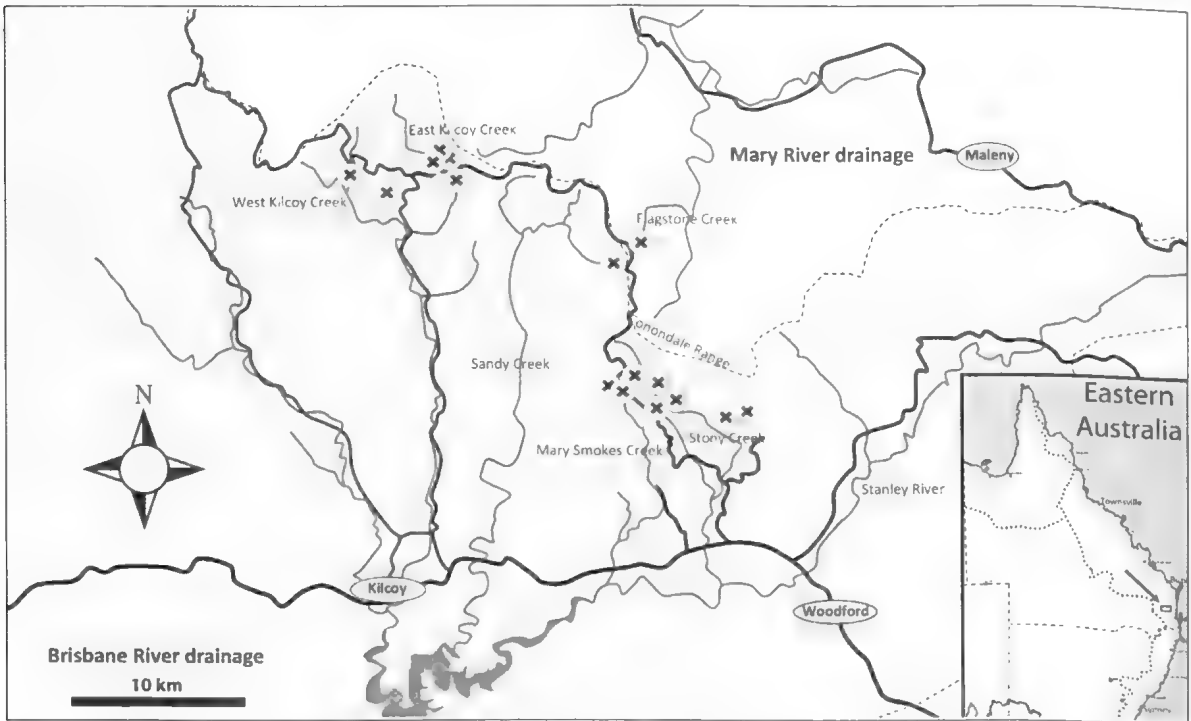 East Kilcoy Creek
Mary River drainage
Maleny
West Kilcoy Creek
Flagstone Creek
Conondale Range
Sandy Creek
N
Eastern
Australia
Mary Smokes Creek
Stony Creek
Stanley River
Townsville
Kilcoy
Woodford
Brisbane River drainage
10 km